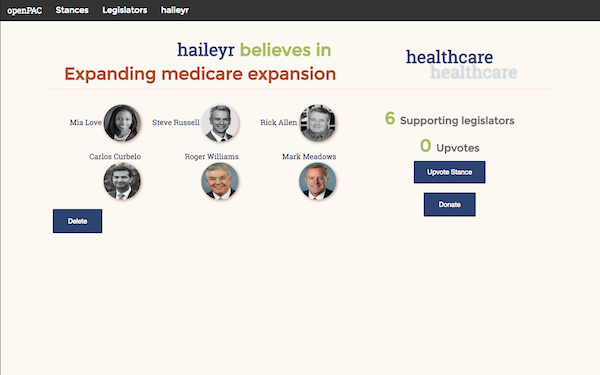 openPAC Stances Legislators haileyr
haileyr believes in
Expanding medicare expansion
healthcare
healthcare
Mia Love Steve Russell Rick Allen
Carlos Curbelo Roger Williams Mark Meadows
6 Supporting legislators
0 Upvotes
Upvote Stance
Donate
Delete